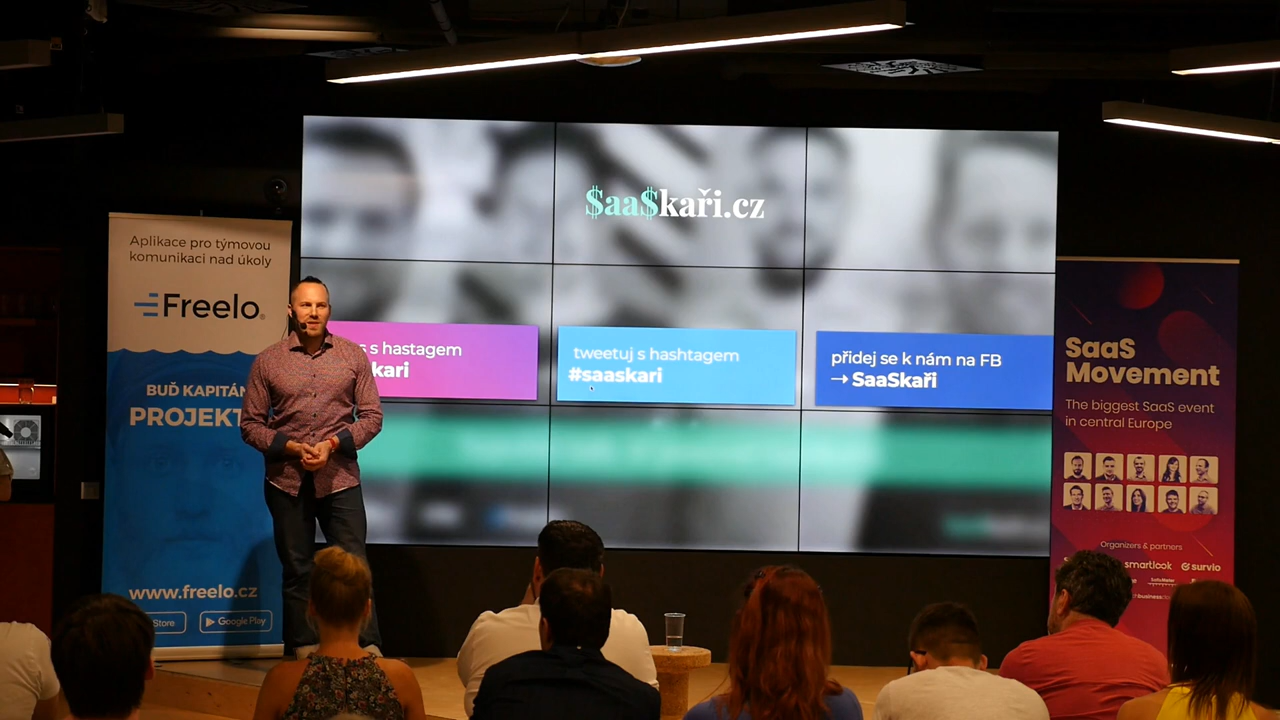 $aa$kaři.cz
s hastagem
kari
tweetuj s hashtagem
#saaskari
přidej se k nám na FB
→ SaaSkaři
Aplikace pro týmovou
komunikaci nad úkoly
Freelo
BUĎ KAPITÁN
PROJEKT
www.freelo.cz
Store
Google Play
SaaS
Movement
The biggest SaaS event
in central Europe
Organizers & partners
smartlook
survio